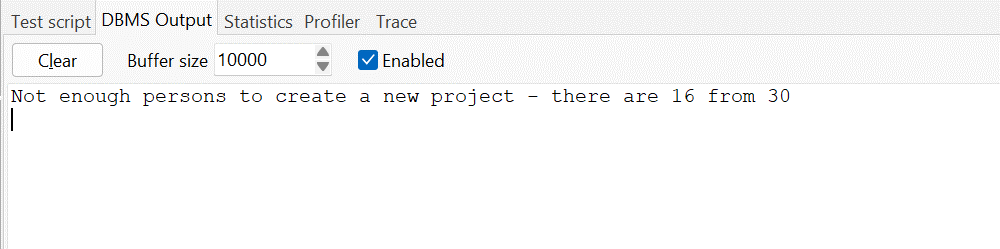 Test script DBMS Output Statistics Profiler Trace
Clear Buffer size 10000 Enabled
Not enough persons to create a new project - there are 16 from 30